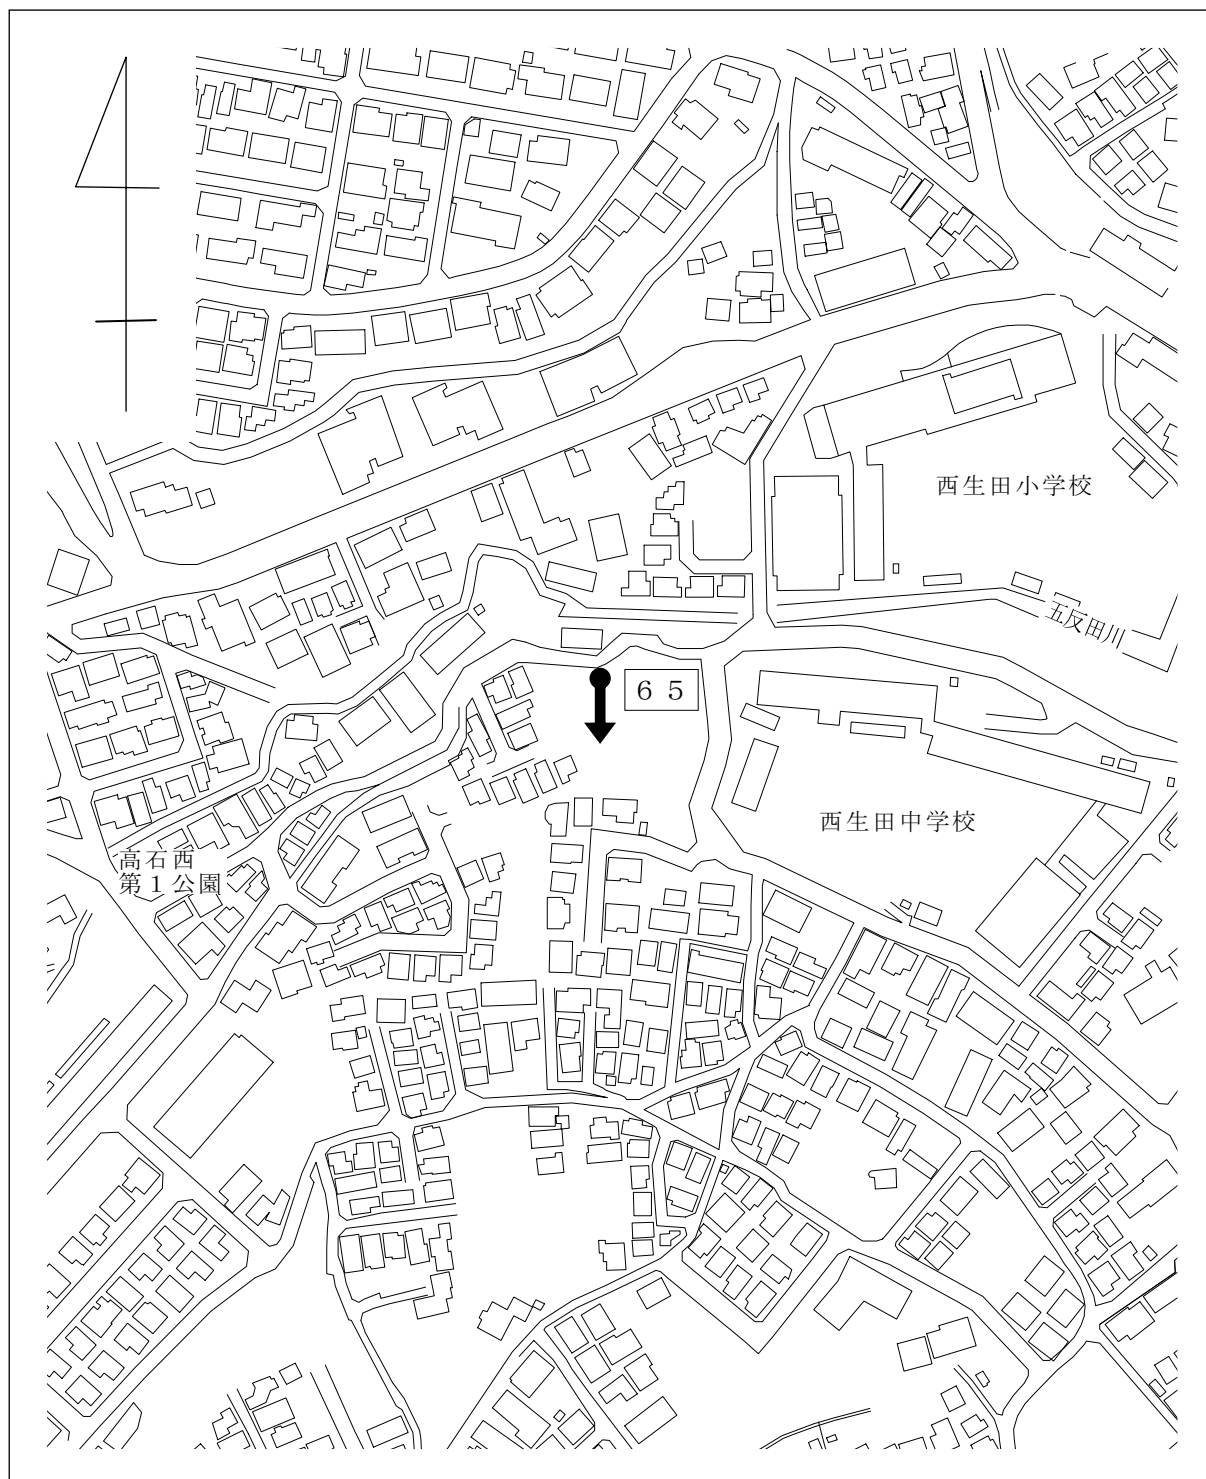 西生田小学校
五反田川
６５
西生田中学校
高石西
第１公園